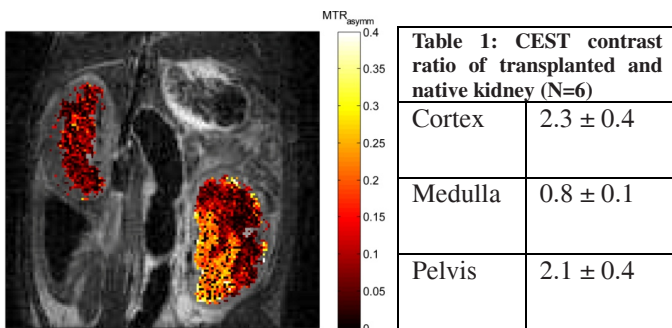 MTRasymm
0.4
0.35
0.3
0.25
0.2
0.15
0.1
0.05
0
Table 1: CEST contrast
ratio of transplanted and
native kidney (N=6)
Cortex 2.3 ± 0.4
Medulla 0.8 ± 0.1
Pelvis 2.1 ± 0.4